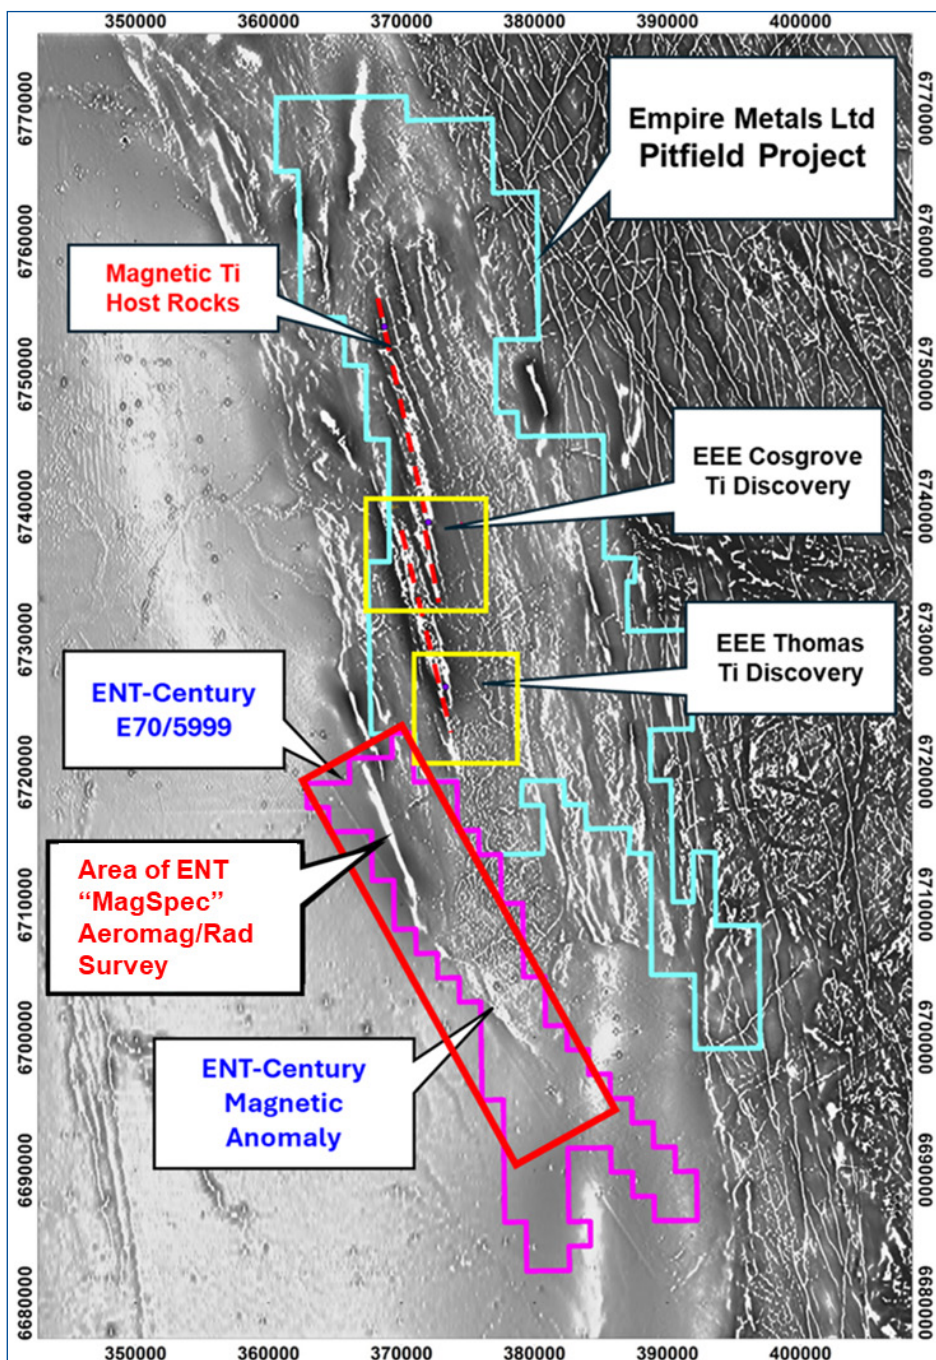 350000 360000 370000 380000 390000 400000
6770000
6760000
6750000
6740000
6730000
6720000
6710000
6700000
6690000
6680000
Empire Metals Ltd
Pitfield Project
Magnetic Ti
Host Rocks
EEE Cosgrove
Ti Discovery
EEE Thomas
Ti Discovery
ENT-Century
E70/5999
Area of ENT
“MagSpec”
Aeromag/Rad
Survey
ENT-Century
Magnetic
Anomaly
6770000
6760000
6750000
6740000
6730000
6720000
6710000
6700000
6690000
6680000
350000 360000 370000 380000 390000 400000